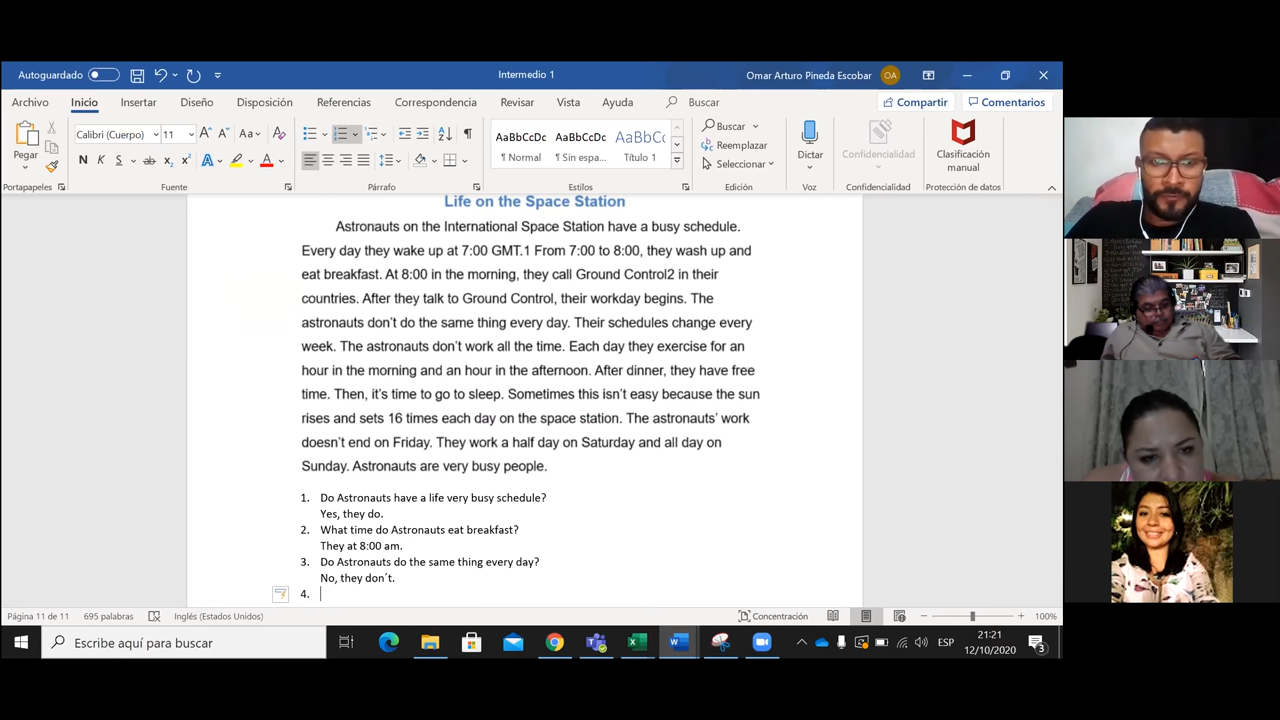 Autoguardado
Intermedio 1
Omar Arturo Pineda Escobar
OA
Archivo
Inicio
Insertar
Diseño
Disposición
Referencias
Correspondencia
Revisar
Vista
Ayuda
Buscar
Compartir
Comentarios
Pegar
Calibri (Cuerpo)
11
N K S ab x₂ x²
AaBbCcDc
AaBbCcDc
AaBbCc
¶ Normal
¶ Sin espa...
Título 1
Buscar
Reemplazar
Seleccionar
Dictar
Confidencialidad
Clasificación
manual
Portapapeles
Fuente
Párrafo
Estilos
Edición
Voz
Confidencialidad
Protección de datos
Life on the Space Station
Astronauts on the International Space Station have a busy schedule.
Every day they wake up at 7:00 GMT.1 From 7:00 to 8:00, they wash up and
eat breakfast. At 8:00 in the morning, they call Ground Control2 in their
countries. After they talk to Ground Control, their workday begins. The
astronauts don't do the same thing every day. Their schedules change every
week. The astronauts don't work all the time. Each day they exercise for an
hour in the morning and an hour in the afternoon. After dinner, they have free
time. Then, it's time to go to sleep. Sometimes this isn't easy because the sun
rises and sets 16 times each day on the space station. The astronauts' work
doesn't end on Friday. They work a half day on Saturday and all day on
Sunday. Astronauts are very busy people.
1. Do Astronauts have a life very busy schedule?
Yes, they do.
2. What time do Astronauts eat breakfast?
They at 8:00 am.
3. Do Astronauts do the same thing every day?
No, they don´t.
4.
Página 11 de 11
695 palabras
Inglés (Estados Unidos)
Concentración
100%
Escribe aquí para buscar
ESP
21:21
12/10/2020
3